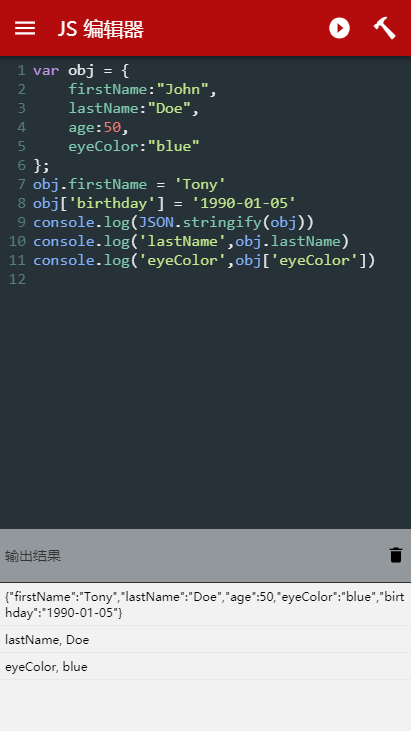 JS 编辑器
1 var obj = {
2     firstName:"John",
3     lastName:"Doe",
4     age:50,
5     eyeColor:"blue"
6 };
7 obj.firstName = 'Tony'
8 obj['birthday'] = '1990-01-05'
9 console.log(JSON.stringify(obj))
10 console.log('lastName',obj.lastName)
11 console.log('eyeColor',obj['eyeColor'])
12
输出结果
{"firstName":"Tony","lastName":"Doe","age":50,"eyeColor":"blue","birt
hday":"1990-01-05"}
lastName, Doe
eyeColor, blue